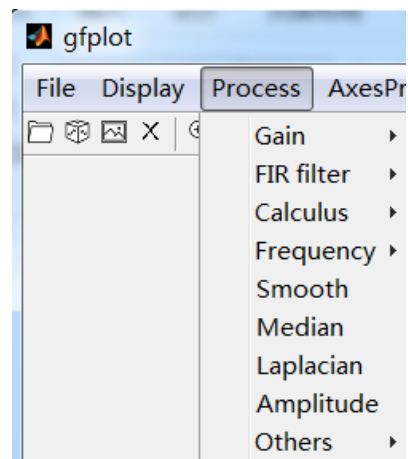 gfplot
File Display Process AxesPr
Gain
FIR filter
Calculus
Frequency
Smooth
Median
Laplacian
Amplitude
Others